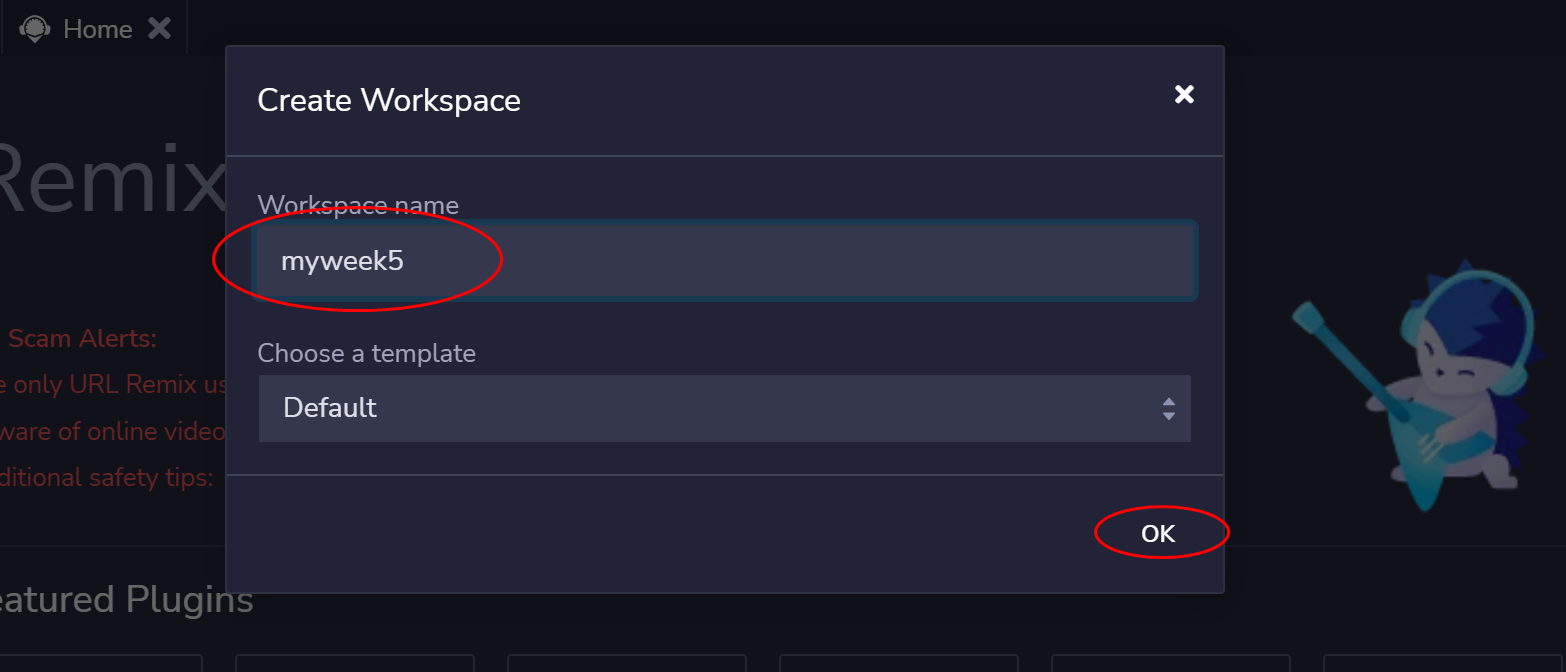 Home
Create Workspace
Remix
Workspace name
myweek5
Scam Alerts:
Choose a template
e only URL Remix us
Default
ware of online video
ditional safety tips:
OK
eatured Plugins